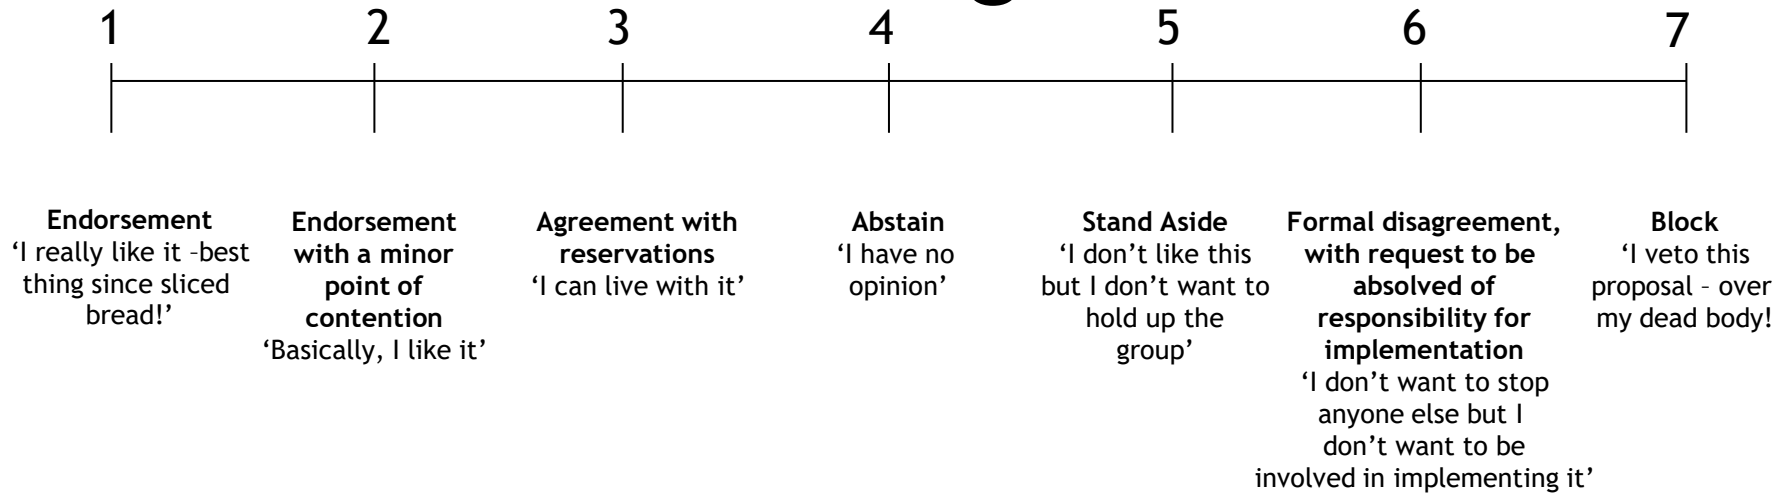 1 2 3 4 5 6 7
Endorsement
‘I really like it –best
thing since sliced
bread!’
Endorsement
with a minor
point of
contention
‘Basically, I like it’
Agreement with
reservations
‘I can live with it’
Abstain
‘I have no
opinion’
Stand Aside
‘I don’t like this
but I don’t want to
hold up the
group’
Formal disagreement,
with request to be
absolved of
responsibility for
implementation
‘I don’t want to stop
anyone else but I
don’t want to be
involved in implementing it’
Block
‘I veto this
proposal – over
my dead body!